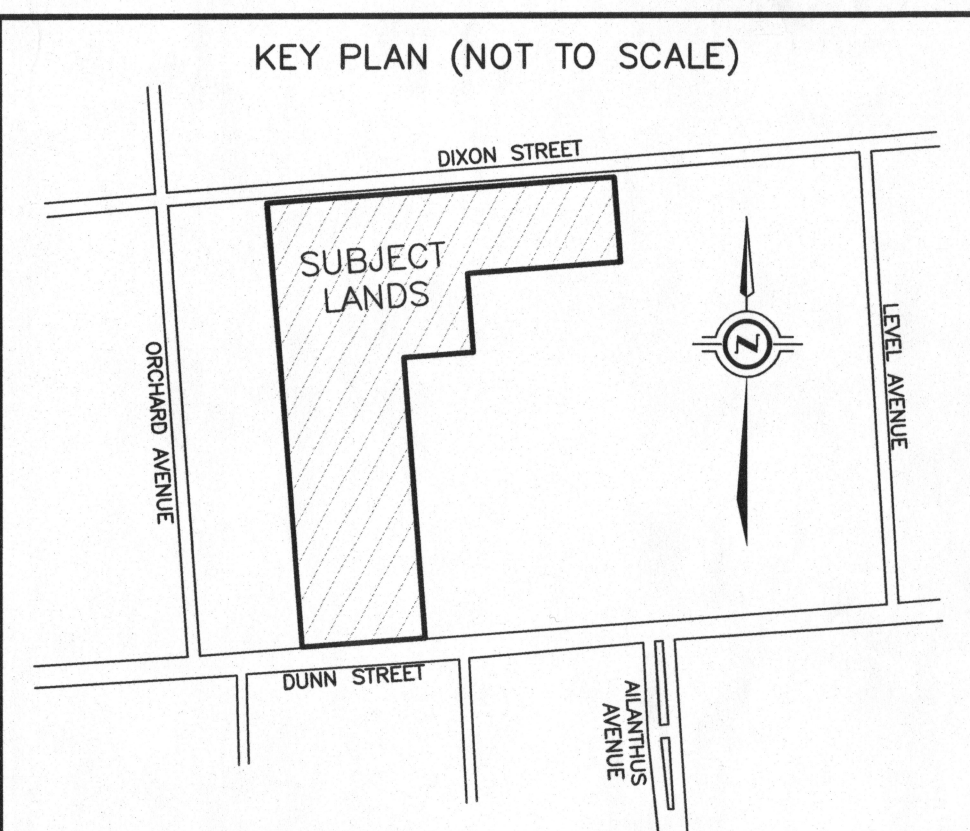 KEY PLAN (NOT TO SCALE)
DIXON STREET
SUBJECT
LANDS
ORCHARD AVENUE
LEVEL AVENUE
N
DUNN STREET
AILANTHUS
AVENUE